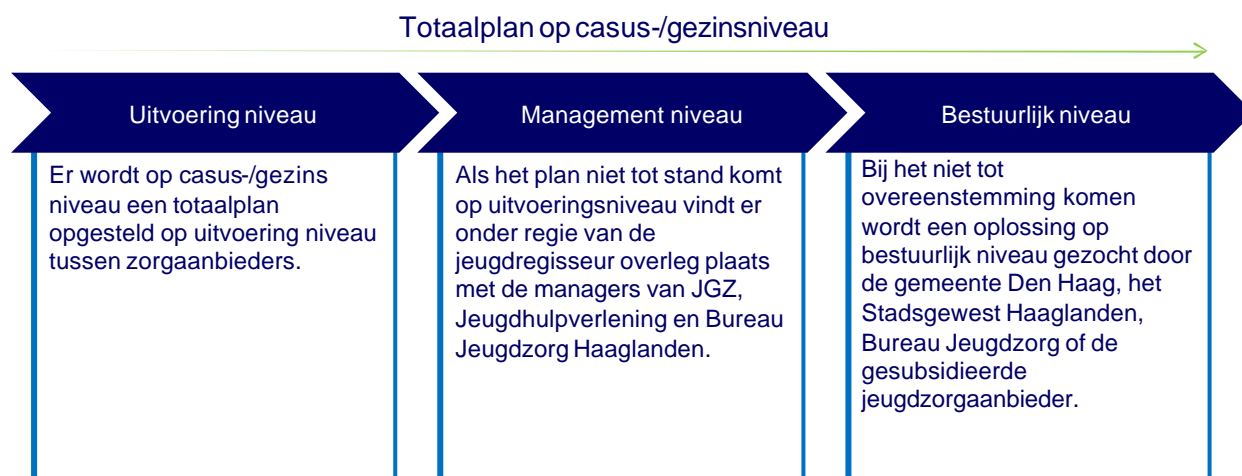 Totaalplan op casus-/gezinsniveau
Uitvoering niveau
Er wordt op casus-/gezins
niveau een totaalplan
opgesteld op uitvoering niveau
tussen zorgaanbieders.
Management niveau
Als het plan niet tot stand komt
op uitvoeringsniveau vindt er
onder regie van de
jeugdregisseur overleg plaats
met de managers van JGZ,
Jeugdhulpverlening en Bureau
Jeugdzorg Haaglanden.
Bestuurlijk niveau
Bij het niet tot
overeenstemming komen
wordt een oplossing op
bestuurlijk niveau gezocht door
de gemeente Den Haag, het
Stadsgewest Haaglanden,
Bureau Jeugdzorg of de
gesubsidieerde
jeugdzorgaanbieder.